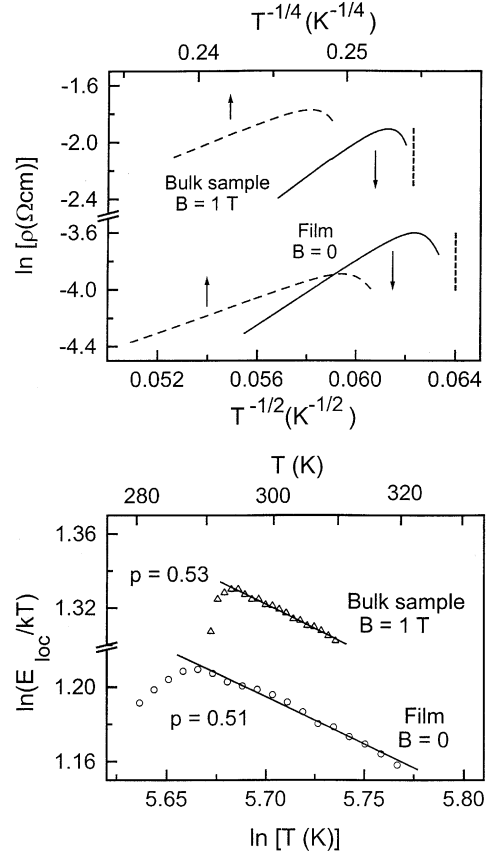 T^-1/4 (K^-1/4)
0.24 0.25
-1.6
-2.0
-2.4
-3.6
-4.0
-4.4
ln [ρ(Ωcm)]
Bulk sample
B = 1 T
Film
B = 0
0.052 0.056 0.060 0.064
T^-1/2 (K^-1/2)
T (K)
280 300 320
1.36
1.32
1.20
1.16
ln(E_loc/kT)
p = 0.53
Bulk sample
B = 1 T
p = 0.51
Film
B = 0
5.65 5.70 5.75 5.80
ln [T (K)]